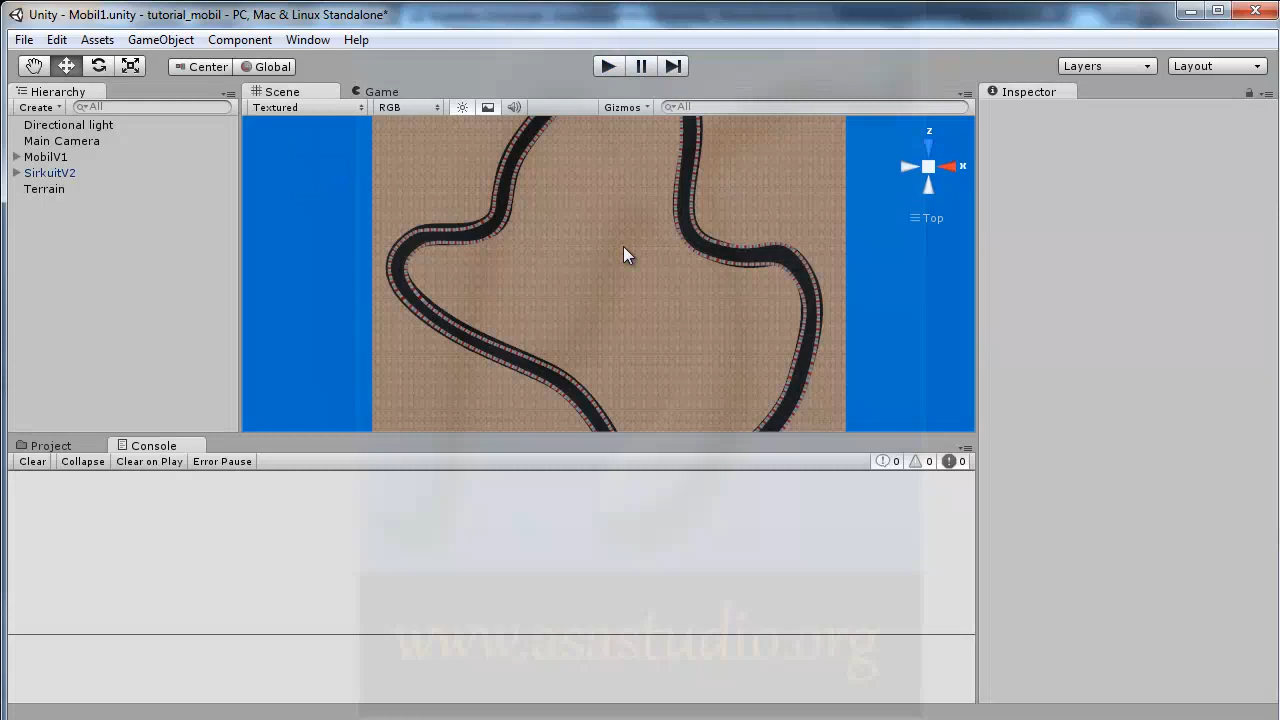 Unity - Mobil1.unity - tutorial_mobil - PC, Mac & Linux Standalone*
File Edit Assets GameObject Component Window Help
Center Global Layers Layout
Hierarchy Scene Game Inspector
Create All Textured RGB Gizmos All
Directional light
Main Camera
MobilV1
SirkuitV2
Terrain
z
x
Top
Project Console
Clear Collapse Clear on Play Error Pause 0 0 0
www.asastudio.org